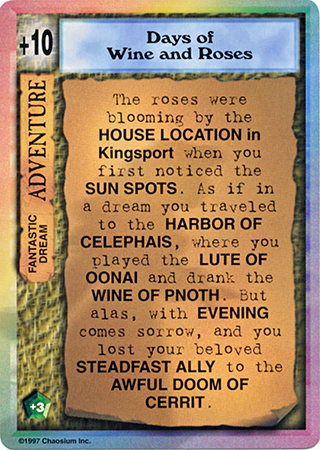 +10
Days of
Wine and Roses
FANTASTIC
DREAM
ADVENTURE
The roses were
blooming by the
HOUSE LOCATION in
Kingsport when you
first noticed the
SUN SPOTS. As if in
a dream you traveled
to the HARBOR OF
CELEPHAIS, where you
played the LUTE OF
OONAI and drank the
WINE OF PNOTH. But
alas, with EVENING
comes sorrow, and you
lost your beloved
STEADFAST ALLY to the
AWFUL DOOM OF
CERRIT.
+3
©1997 Chaosium Inc.